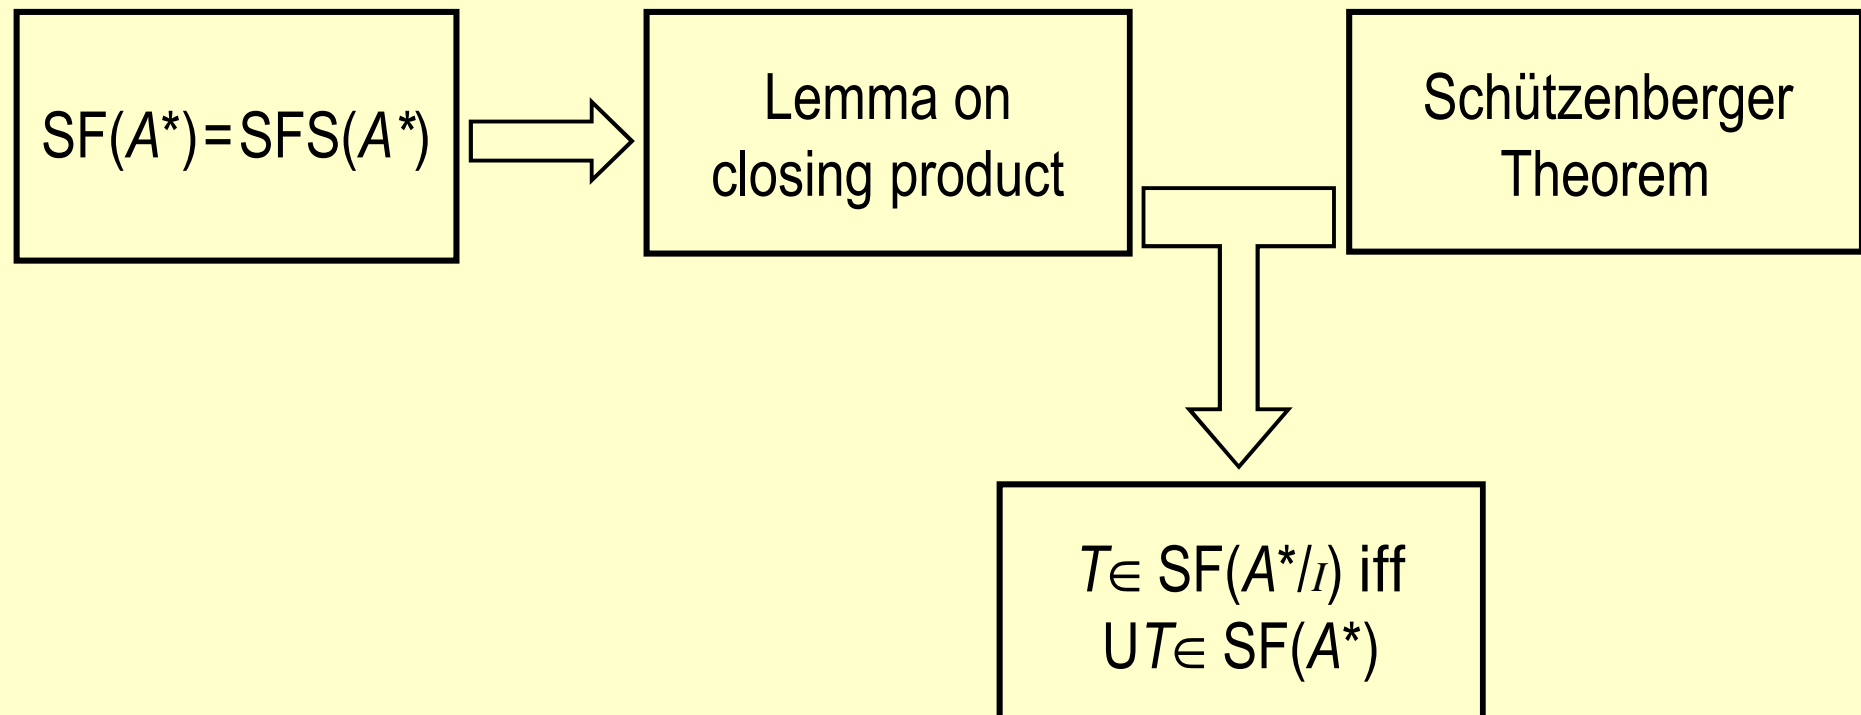 SF(A*)=SFS(A*)
Lemma on
closing product
Schützenberger
Theorem
T∈ SF(A*/I) iff
UT∈ SF(A*)